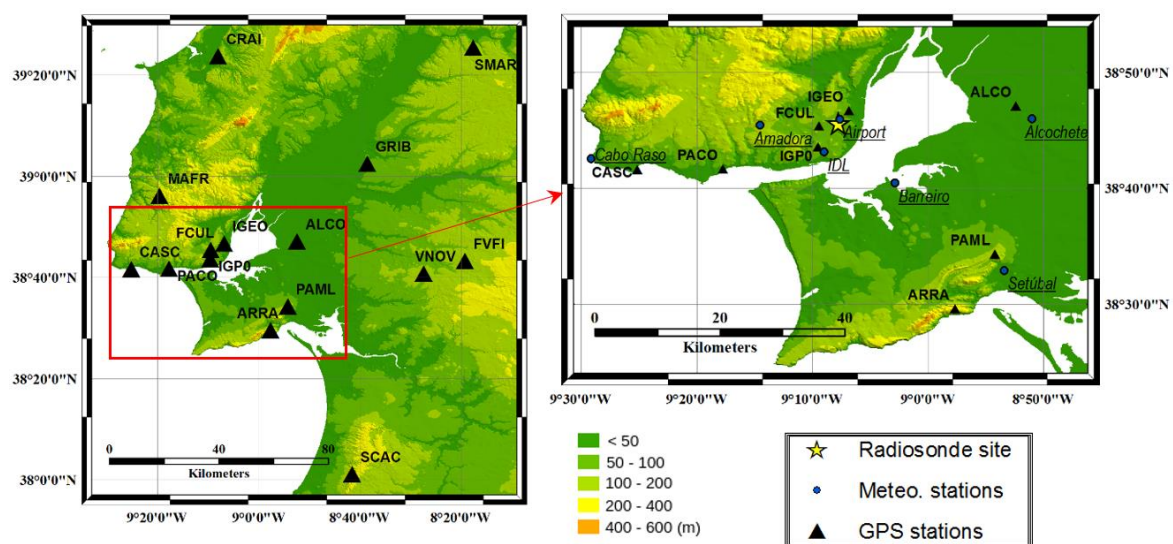 CRAI
SMAR
39°20'0"N
GRIB
39°0'0"N
MAFR
FCUL
IGEO
ALCO
CASC
PACO
IGP0
VNOV
FVFI
38°40'0"N
PAML
ARRA
38°20'0"N
0 40 80
Kilometers
SCAC
38°0'0"N
9°20'0"W 9°0'0"W 8°40'0"W 8°20'0"W
38°50'0"N
IGEO
ALCO
FCUL
Airport
Alcochete
Amadora
Cabo Raso
IGP0
IDL
PACO
CASC
38°40'0"N
Barreiro
PAML
Setúbal
ARRA
38°30'0"N
0 20 40
Kilometers
9°30'0"W 9°20'0"W 9°10'0"W 9°0'0"W 8°50'0"W
< 50
50 - 100
100 - 200
200 - 400
400 - 600 (m)
Radiosonde site
Meteo. stations
GPS stations